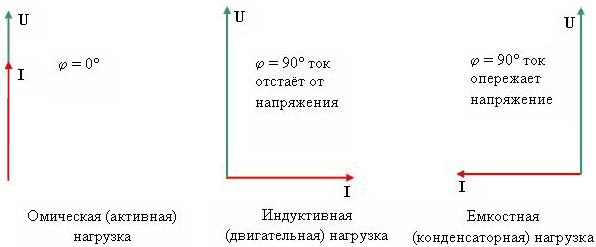 U
I
φ = 0°
Омическая (активная)
нагрузка
U
φ = 90° ток
отстаёт от
напряжения
I
Индуктивная
(двигательная) нагрузка
U
φ = 90° ток
опережает
напряжение
I
Емкостная
(конденсаторная) нагрузка